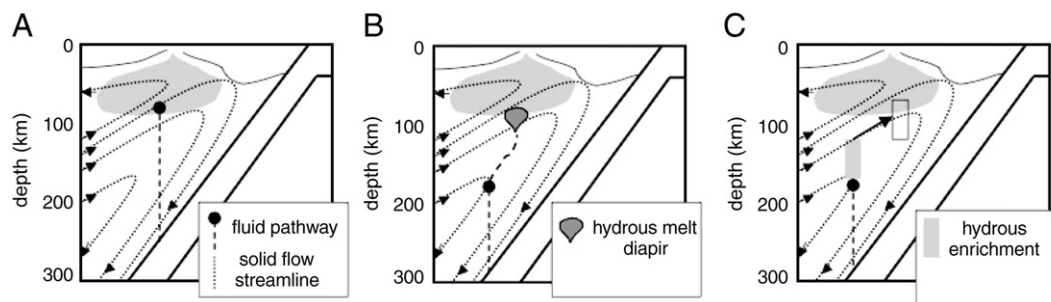 A
0
100
200
300
depth (km)
fluid pathway
solid flow
streamline
B
0
100
200
300
depth (km)
hydrous melt
diapir
C
0
100
200
300
depth (km)
hydrous
enrichment